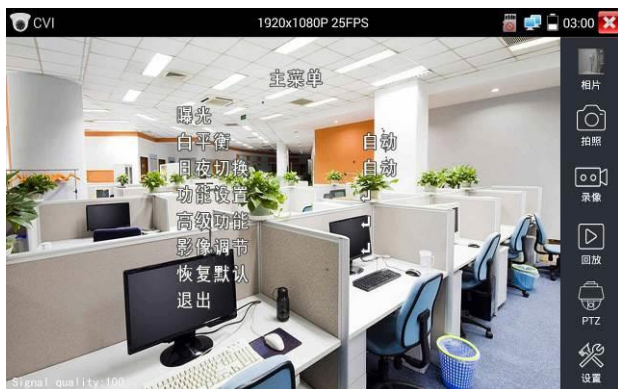 CVI 1920x1080P 25FPS 03:00
主菜单
曝光
白平衡 自动
日夜切换 自动
功能设置
高级功能
影像调节
恢复默认
退出
相片
拍照
录像
回放
PTZ
设置
Signal quality:100